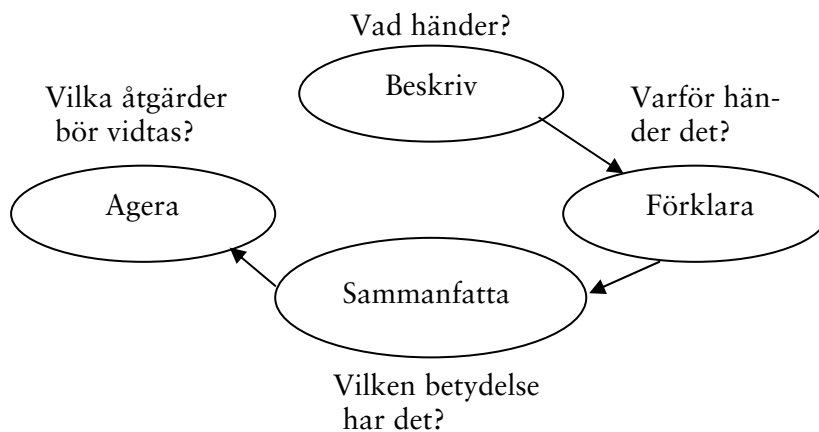 Vad händer?
Beskriv
Varför hän-
der det?
Förklara
Sammanfatta
Vilken betydelse
har det?
Vilka åtgärder
bör vidtas?
Agera